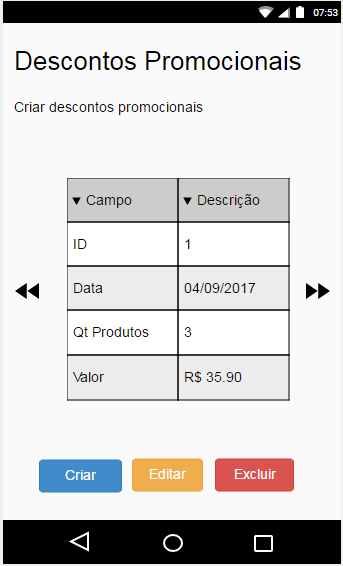 07:53
Descontos Promocionais
Criar descontos promocionais
Campo Descrição
ID 1
Data 04/09/2017
Qt Produtos 3
Valor R$ 35.90
Criar Editar Excluir